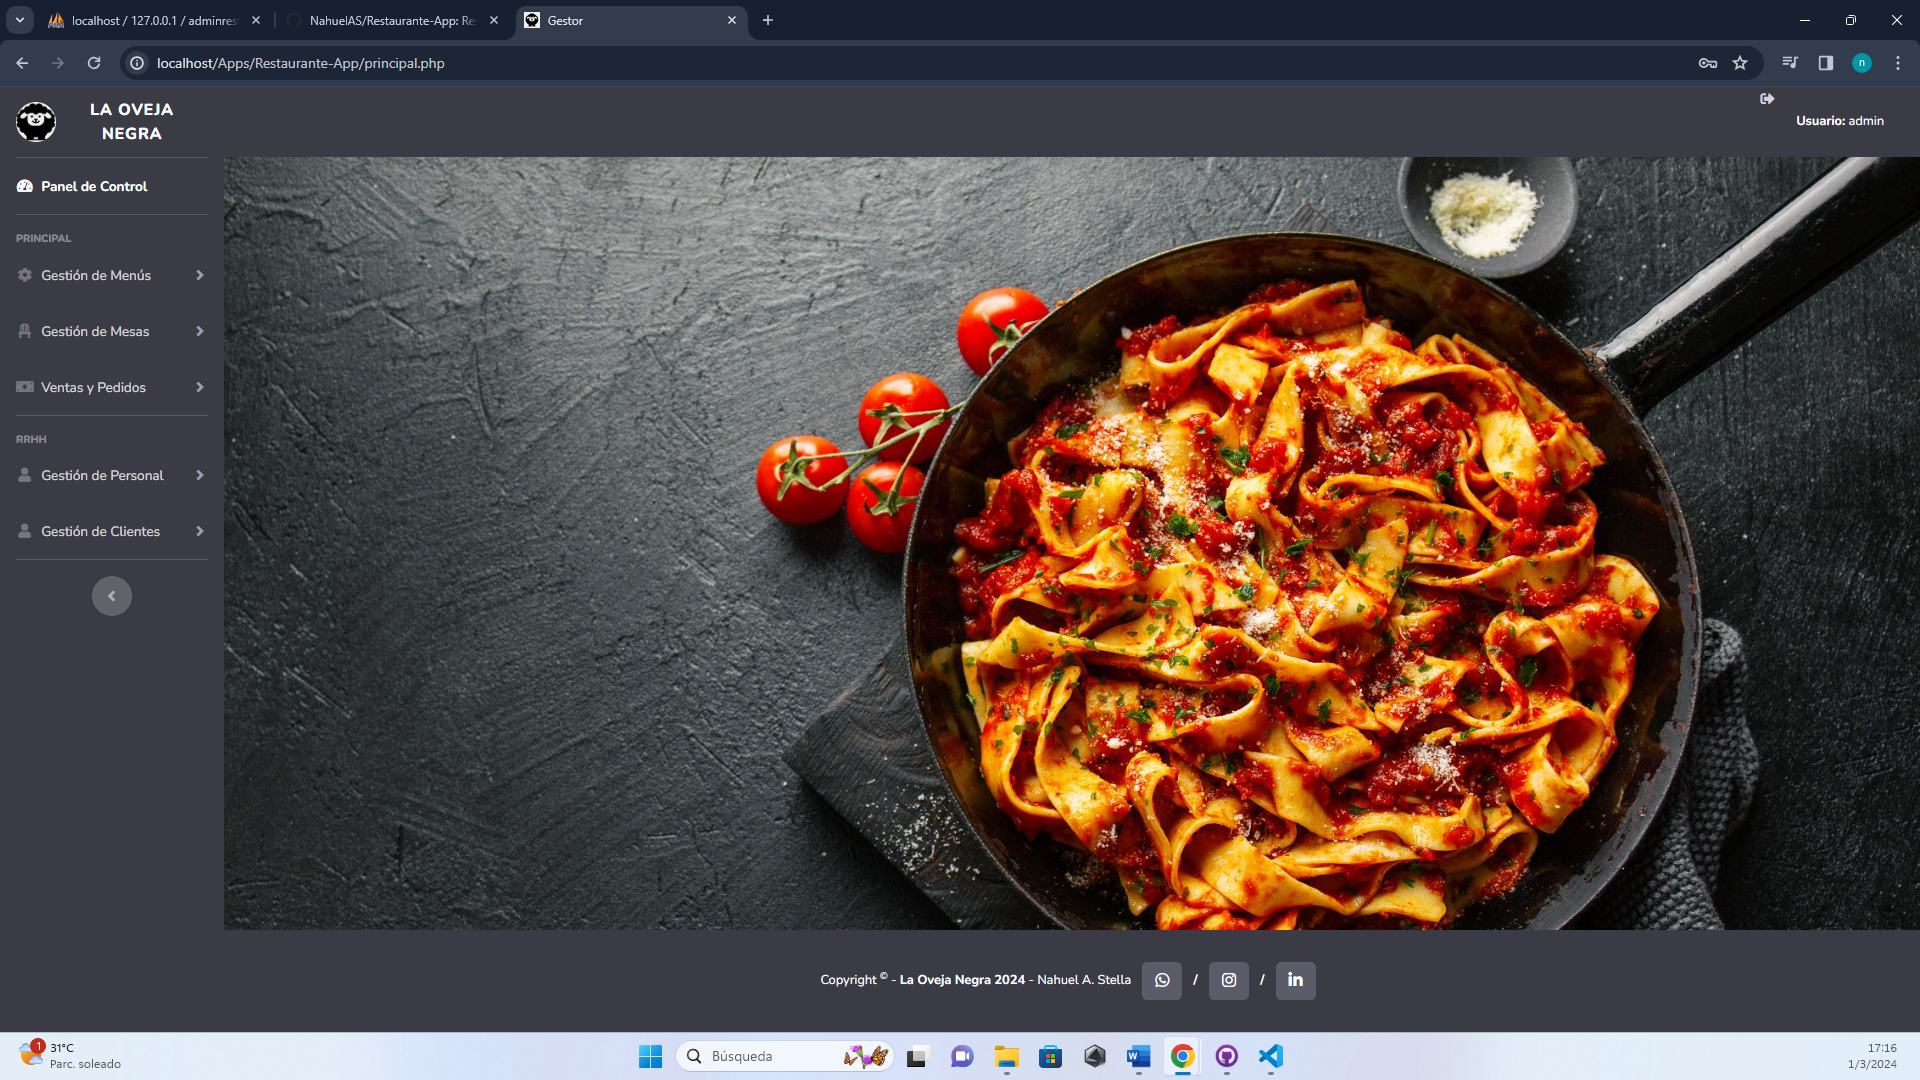 localhost / 127.0.0.1 / adminres
NahuelAS/Restaurante-App: Re
Gestor
localhost/Apps/Restaurante-App/principal.php
n
LA OVEJA
NEGRA
Usuario: admin
Panel de Control
PRINCIPAL
Gestión de Menús
Gestión de Mesas
Ventas y Pedidos
RRHH
Gestión de Personal
Gestión de Clientes
Copyright © - La Oveja Negra 2024 - Nahuel A. Stella
/
/
1
31°C
Parc. soleado
Búsqueda
17:16
1/3/2024